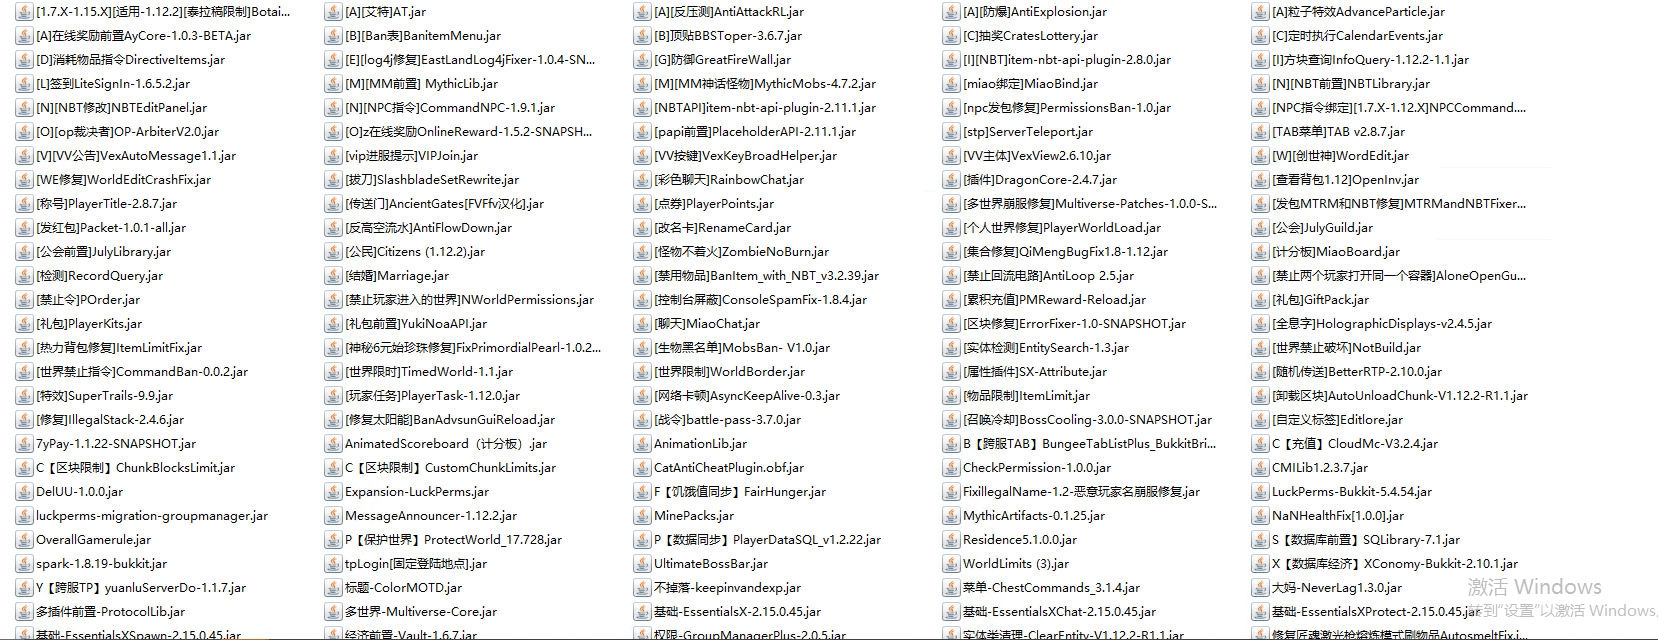 [1.7.X-1.15.X][适用-1.12.2][泰拉稿限制]Botai...
[A][艾特]AT.jar
[A][反压测]AntiAttackRL.jar
[A][防爆]AntiExplosion.jar
[A]粒子特效AdvanceParticle.jar
[A]在线奖励前置AyCore-1.0.3-BETA.jar
[B][Ban表]BanitemMenu.jar
[B]顶贴BBSToper-3.6.7.jar
[C]抽奖CratesLottery.jar
[C]定时执行CalendarEvents.jar
[D]消耗物品指令DirectiveItems.jar
[E][log4j修复]EastLandLog4jFixer-1.0.4-SN...
[G]防御GreatFireWall.jar
[I][NBT]item-nbt-api-plugin-2.8.0.jar
[I]方块查询InfoQuery-1.12.2-1.1.jar
[L]签到LiteSignIn-1.6.5.2.jar
[M][MM前置] MythicLib.jar
[M][MM神话怪物]MythicMobs-4.7.2.jar
[miao绑定]MiaoBind.jar
[N][NBT前置]NBTLibrary.jar
[N][NBT修改]NBTEditPanel.jar
[N][NPC指令]CommandNPC-1.9.1.jar
[NBTAPI]item-nbt-api-plugin-2.11.1.jar
[npc发包修复]PermissionsBan-1.0.jar
[NPC指令绑定][1.7.X-1.12.X]NPCCommand....
[O][op裁决者]OP-ArbiterV2.0.jar
[O]z在线奖励OnlineReward-1.5.2-SNAPSH...
[papi前置]PlaceholderAPI-2.11.1.jar
[stp]ServerTeleport.jar
[TAB菜单]TAB v2.8.7.jar
[V][VV公告]VexAutoMessage1.1.jar
[vip进服提示]VIPJoin.jar
[VV按键]VexKeyBroadHelper.jar
[VV主体]VexView2.6.10.jar
[W][创世神]WordEdit.jar
[WE修复]WorldEditCrashFix.jar
[拔刀]SlashbladeSetRewrite.jar
[彩色聊天]RainbowChat.jar
[插件]DragonCore-2.4.7.jar
[查看背包1.12]OpenInv.jar
[称号]PlayerTitle-2.8.7.jar
[传送门]AncientGates[FVFfv汉化].jar
[点券]PlayerPoints.jar
[多世界崩服修复]Multiverse-Patches-1.0.0-S...
[发包MTRM和NBT修复]MTRMandNBTFixer...
[发红包]Packet-1.0.1-all.jar
[反高空流水]AntiFlowDown.jar
[改名卡]RenameCard.jar
[个人世界修复]PlayerWorldLoad.jar
[公会]JulyGuild.jar
[公会前置]JulyLibrary.jar
[公民]Citizens (1.12.2).jar
[怪物不着火]ZombieNoBurn.jar
[集合修复]QiMengBugFix1.8-1.12.jar
[计分板]MiaoBoard.jar
[检测]RecordQuery.jar
[结婚]Marriage.jar
[禁用物品]BanItem_with_NBT_v3.2.39.jar
[禁止回流电路]AntiLoop 2.5.jar
[禁止两个玩家打开同一个容器]AloneOpenGu...
[禁止令]POrder.jar
[禁止玩家进入的世界]NWorldPermissions.jar
[控制台屏蔽]ConsoleSpamFix-1.8.4.jar
[累积充值]PMReward-Reload.jar
[礼包]GiftPack.jar
[礼包]PlayerKits.jar
[礼包前置]YukiNoaAPI.jar
[聊天]MiaoChat.jar
[区块修复]ErrorFixer-1.0-SNAPSHOT.jar
[全息字]HolographicDisplays-v2.4.5.jar
[热力背包修复]ItemLimitFix.jar
[神秘6元始珍珠修复]FixPrimordialPearl-1.0.2...
[生物黑名单]MobsBan- V1.0.jar
[实体检测]EntitySearch-1.3.jar
[世界禁止破坏]NotBuild.jar
[世界禁止指令]CommandBan-0.0.2.jar
[世界限时]TimedWorld-1.1.jar
[世界限制]WorldBorder.jar
[属性插件]SX-Attribute.jar
[随机传送]BetterRTP-2.10.0.jar
[特效]SuperTrails-9.9.jar
[玩家任务]PlayerTask-1.12.0.jar
[网络卡顿]AsyncKeepAlive-0.3.jar
[物品限制]ItemLimit.jar
[卸载区块]AutoUnloadChunk-V1.12.2-R1.1.jar
[修复]IllegalStack-2.4.6.jar
[修复太阳能]BanAdvsunGuiReload.jar
[战令]battle-pass-3.7.0.jar
[召唤冷却]BossCooling-3.0.0-SNAPSHOT.jar
[自定义标签]Editlore.jar
7yPay-1.1.22-SNAPSHOT.jar
AnimatedScoreboard（计分板）.jar
AnimationLib.jar
B【跨服TAB】BungeeTabListPlus_BukkitBri...
C【充值】CloudMc-V3.2.4.jar
C【区块限制】ChunkBlocksLimit.jar
C【区块限制】CustomChunkLimits.jar
CatAntiCheatPlugin.obf.jar
CheckPermission-1.0.0.jar
CMILib1.2.3.7.jar
DelUU-1.0.0.jar
Expansion-LuckPerms.jar
F【饥饿值同步】FairHunger.jar
FixillegalName-1.2-恶意玩家名崩服修复.jar
LuckPerms-Bukkit-5.4.54.jar
luckperms-migration-groupmanager.jar
MessageAnnouncer-1.12.2.jar
MinePacks.jar
MythicArtifacts-0.1.25.jar
NaNHealthFix[1.0.0].jar
OverallGamerule.jar
P【保护世界】ProtectWorld_17.728.jar
P【数据同步】PlayerDataSQL_v1.2.22.jar
Residence5.1.0.0.jar
S【数据库前置】SQLibrary-7.1.jar
spark-1.8.19-bukkit.jar
tpLogin[固定登陆地点].jar
UltimateBossBar.jar
WorldLimits (3).jar
X【数据库经济】XConomy-Bukkit-2.10.1.jar
Y【跨服TP】yuanluServerDo-1.1.7.jar
标题-ColorMOTD.jar
不掉落-keepinvandexp.jar
菜单-ChestCommands_3.1.4.jar
大妈-NeverLag1.3.0.jar
激活 Windows
多插件前置-ProtocolLib.jar
多世界-Multiverse-Core.jar
基础-EssentialsX-2.15.0.45.jar
基础-EssentialsXChat-2.15.0.45.jar
基础-EssentialsXProtect-2.15.0.45.jar
转到"设置"以激活 Windows。
基础-EssentialsXSpawn-2.15.0.45.jar
经济前置-Vault-1.6.7.jar
权限-GroupManagerPlus-2.0.5.jar
实体类清理-ClearEntity-V1.12.2-R1.1.jar
修复匠魂激光枪熔炼模式刷物品AutosmeltFix.j...